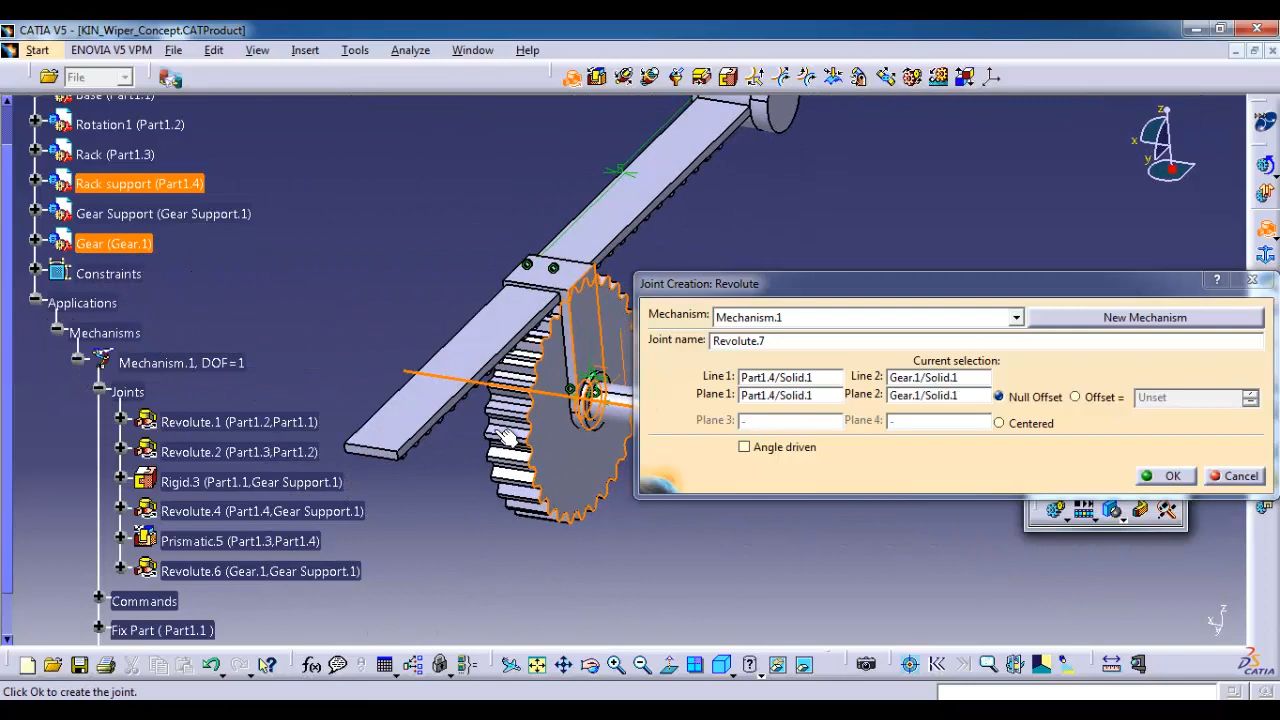 CATIA V5 - [KIN_Wiper_Concept.CATProduct]
Start ENOVIA V5 VPM File Edit View Insert Tools Analyze Window Help
File
Base (Part1.1)
Rotation1 (Part1.2)
Rack (Part1.3)
Rack support (Part1.4)
Gear Support (Gear Support.1)
Gear (Gear.1)
Constraints
Applications
Mechanisms
Mechanism.1, DOF=1
Joints
Revolute.1 (Part1.2,Part1.1)
Revolute.2 (Part1.3,Part1.2)
Rigid.3 (Part1.1,Gear Support.1)
Revolute.4 (Part1.4,Gear Support.1)
Prismatic.5 (Part1.3,Part1.4)
Revolute.6 (Gear.1,Gear Support.1)
Commands
Fix Part ( Part1.1 )
z
x
y
Joint Creation: Revolute
Mechanism: Mechanism.1 New Mechanism
Joint name: Revolute.7
Current selection:
Line 1: Part1.4/Solid.1 Line 2: Gear.1/Solid.1
Plane 1: Part1.4/Solid.1 Plane 2: Gear.1/Solid.1 Null Offset Offset = Unset
Plane 3: - Plane 4: - Centered
Angle driven
OK Cancel
z
x
y
f(x)
CATIA
Click Ok to create the joint.